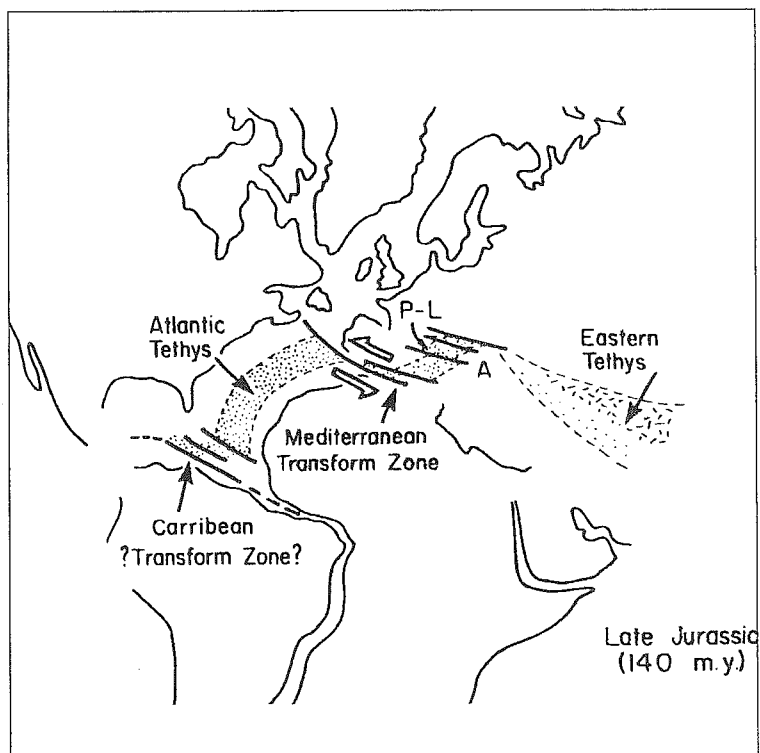 P-L
Atlantic
Tethys
Eastern
Tethys
A
Mediterranean
Transform Zone
Carribean
?Transform Zone?
Late Jurassic
(140 m.y.)